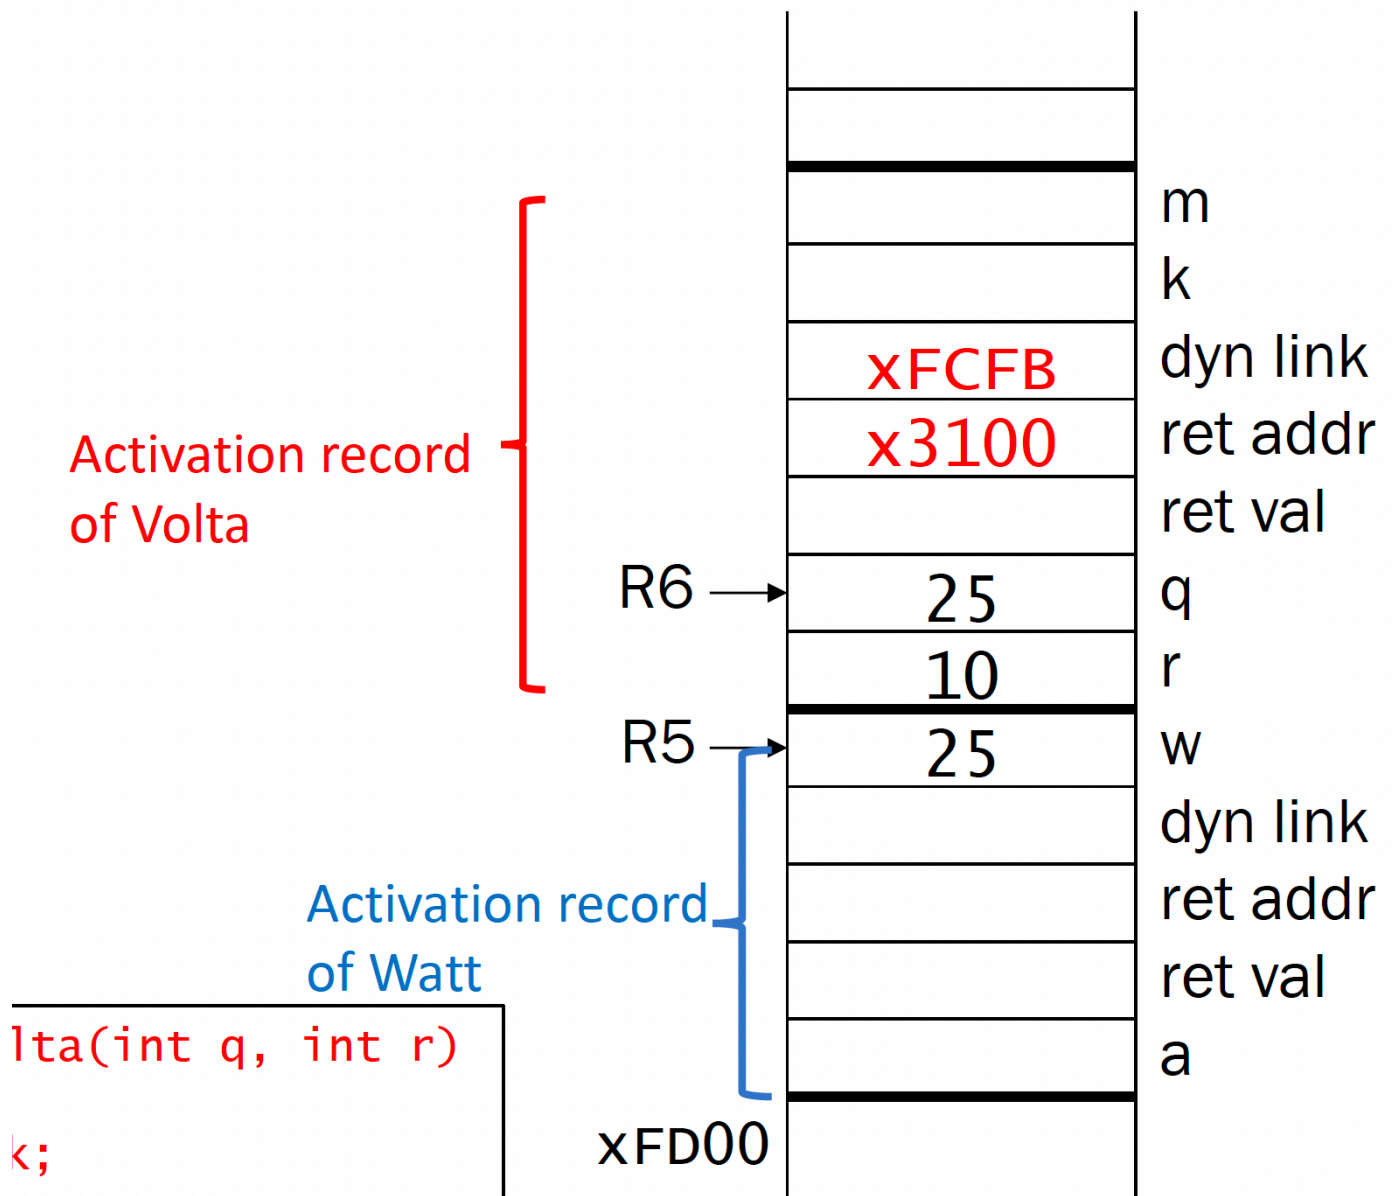 m
k
xFCFB dyn link
x3100 ret addr
Activation record
of Volta
ret val
R6 25 q
10 r
R5 25 w
dyn link
Activation record
of Watt
ret addr
ret val
lta(int q, int r)
a
k;
xFD00